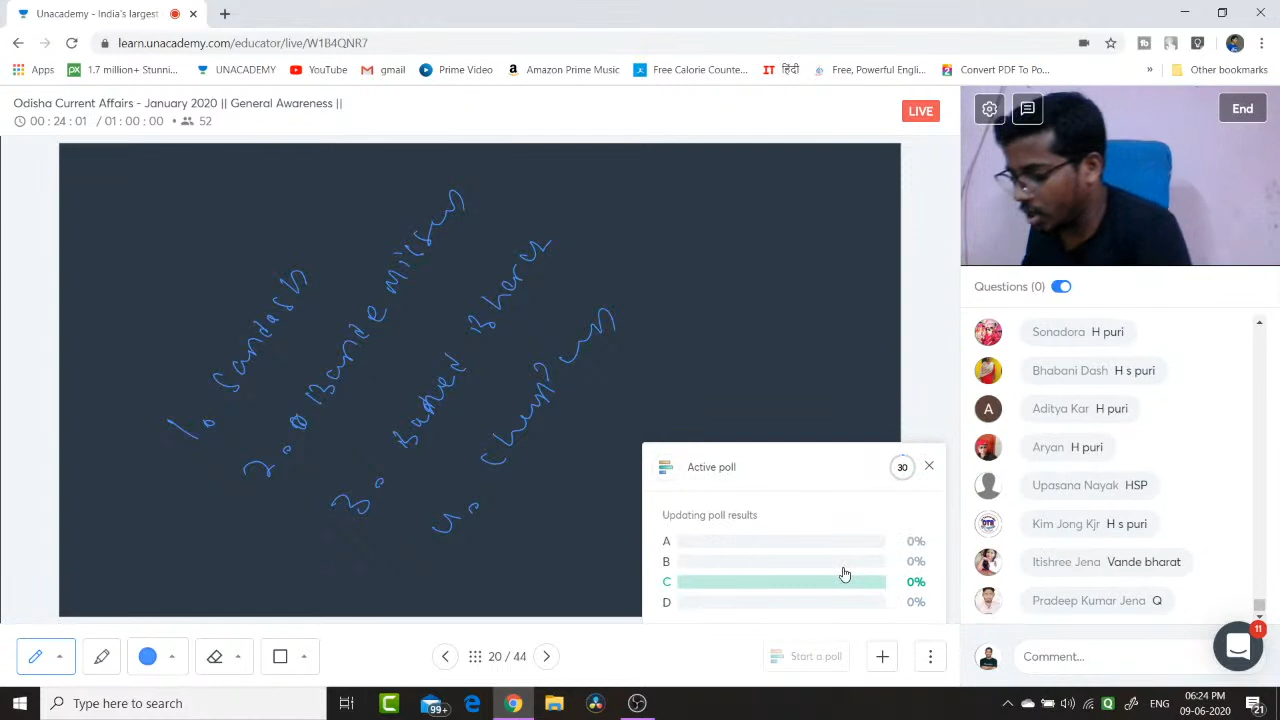 Unacademy - India's largest
learn.unacademy.com/educator/live/W1B4QNR7
Apps 1.7 million+ Stunni... UNACADEMY YouTube gmail Prime Video Amazon Prime Music Free Calorie Counte... IT हिंदी Free, Powerful Engli... Convert PDF To Po... » Other bookmarks
Odisha Current Affairs - January 2020 || General Awareness ||
00 : 24 : 01 / 01 : 00 : 00 • 52
LIVE
End
Questions (0)
1. Sandash
2.
3.
4.
Sonadora H puri
Bhabani Dash H s puri
A Aditya Kar H puri
Aryan H puri
Upasana Nayak HSP
Kim Jong Kjr H s puri
Itishree Jena Vande bharat
Pradeep Kumar Jena Q
Active poll 30
Updating poll results
A 0%
B 0%
C 0%
D 0%
20 / 44
Start a poll
Comment...
11
Type here to search
99+
ENG
06:24 PM
09-06-2020
21